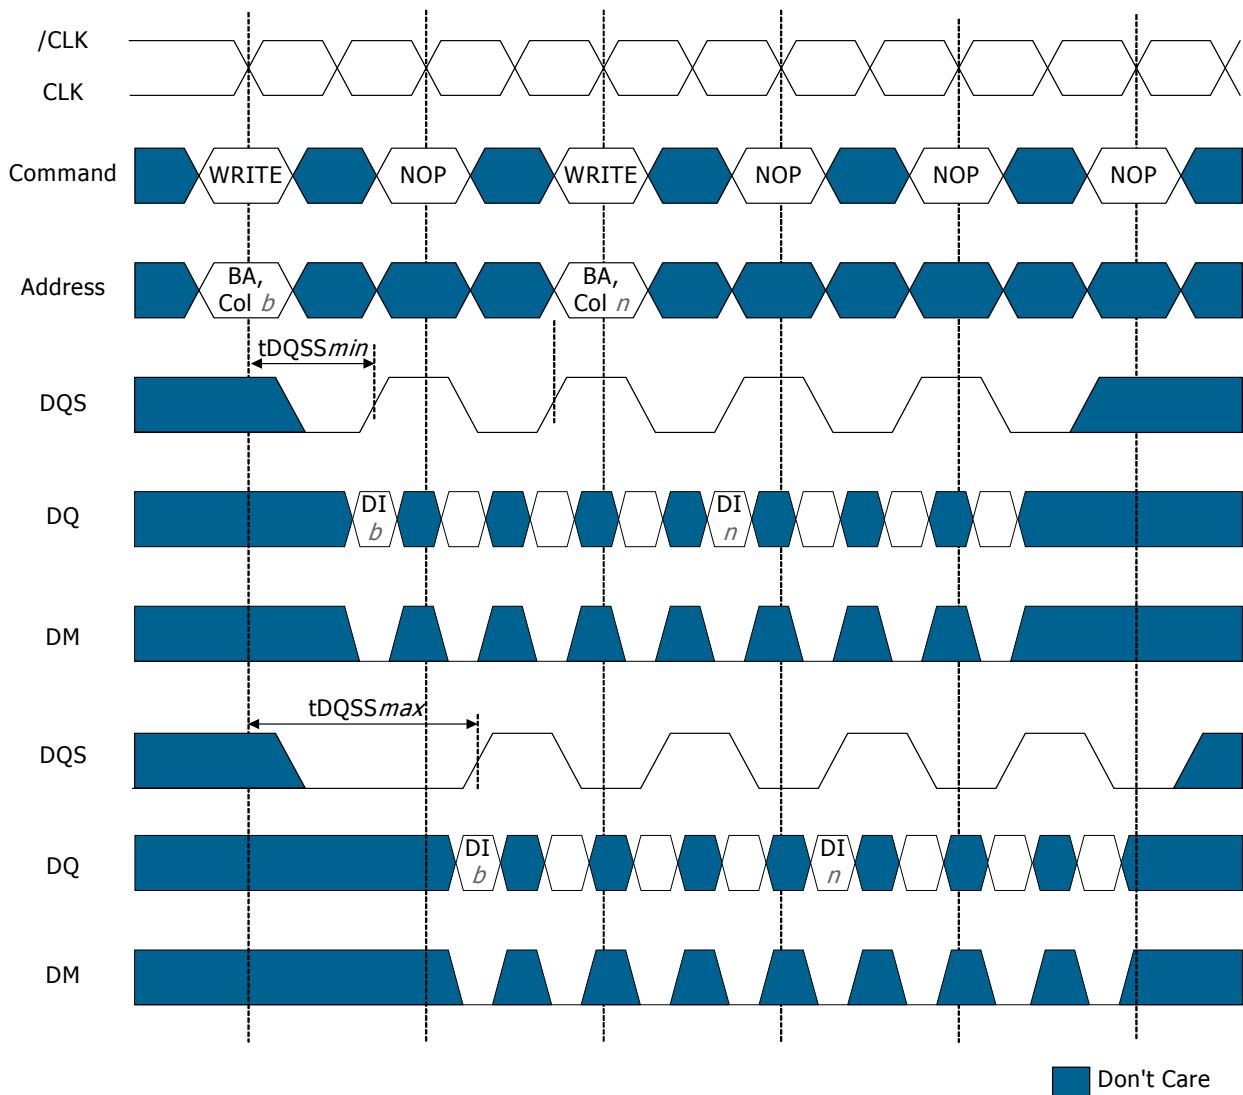 /CLK
CLK
Command
WRITE
NOP
WRITE
NOP
NOP
NOP
Address
BA,
Col b
BA,
Col n
tDQSSmin
DQS
DQ
DI
b
DI
n
DM
tDQSSmax
DQS
DQ
DI
b
DI
n
DM
Don't Care